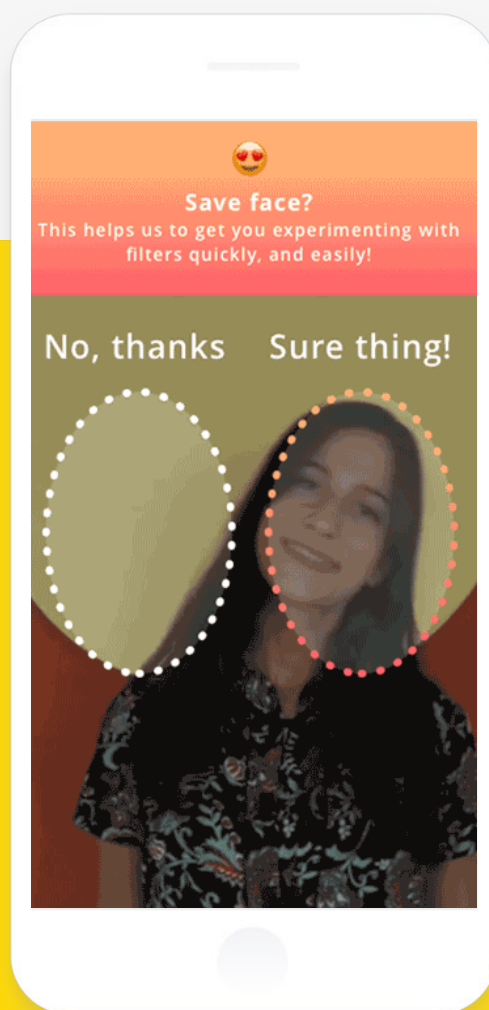 Save face?
This helps us to get you experimenting with
filters quickly, and easily!
No, thanks
Sure thing!